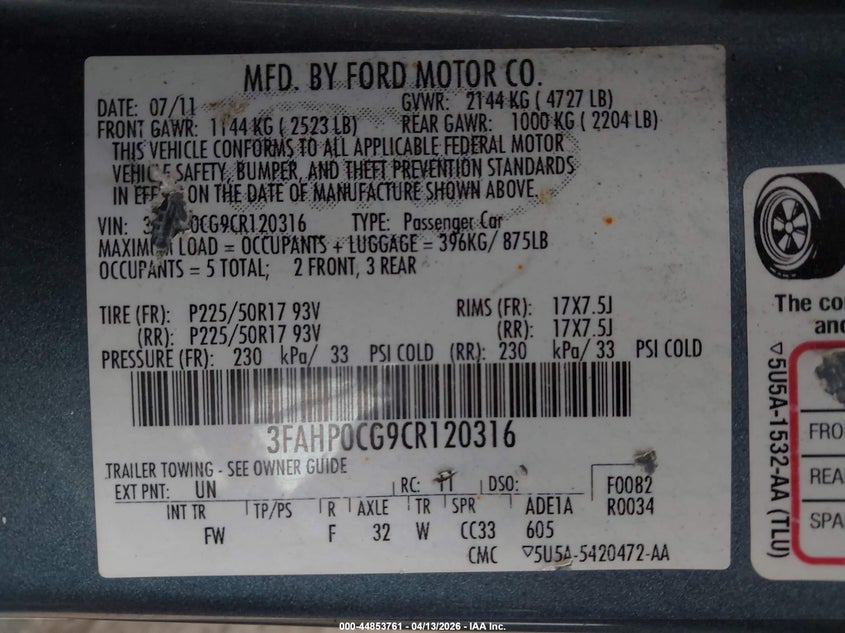 MFD. BY FORD MOTOR CO.
DATE: 07/11 GVWR: 2144 KG ( 4727 LB)
FRONT GAWR: 1144 KG ( 2523 LB) REAR GAWR: 1000 KG ( 2204 LB)
THIS VEHICLE CONFORMS TO ALL APPLICABLE FEDERAL MOTOR
VEHICLE SAFETY, BUMPER, AND THEFT PREVENTION STANDARDS
IN EFFECT ON THE DATE OF MANUFACTURE SHOWN ABOVE.
VIN: 3 0CG9CR120316 TYPE: Passenger Car
MAXIMUM LOAD = OCCUPANTS + LUGGAGE = 396KG/ 875LB
OCCUPANTS = 5 TOTAL; 2 FRONT, 3 REAR
TIRE (FR): P225/50R17 93V RIMS (FR): 17X7.5J
(RR): P225/50R17 93V (RR): 17X7.5J
PRESSURE (FR): 230 kPa/ 33 PSI COLD (RR): 230 kPa/ 33 PSI COLD
3FAHP0CG9CR120316
TRAILER TOWING - SEE OWNER GUIDE
EXT PNT: UN RC: 11 DSO: F0082
INT TR TP/PS R AXLE TR SPR ADE1A R0034
FW F 32 W CC33 605
CMC ▽5U5A-5420472-AA
The co
and
▽5U5A-1532-AA (TLU)
FRO
REA
SPA
000-44853761 - 04/13/2026 - IAA Inc.